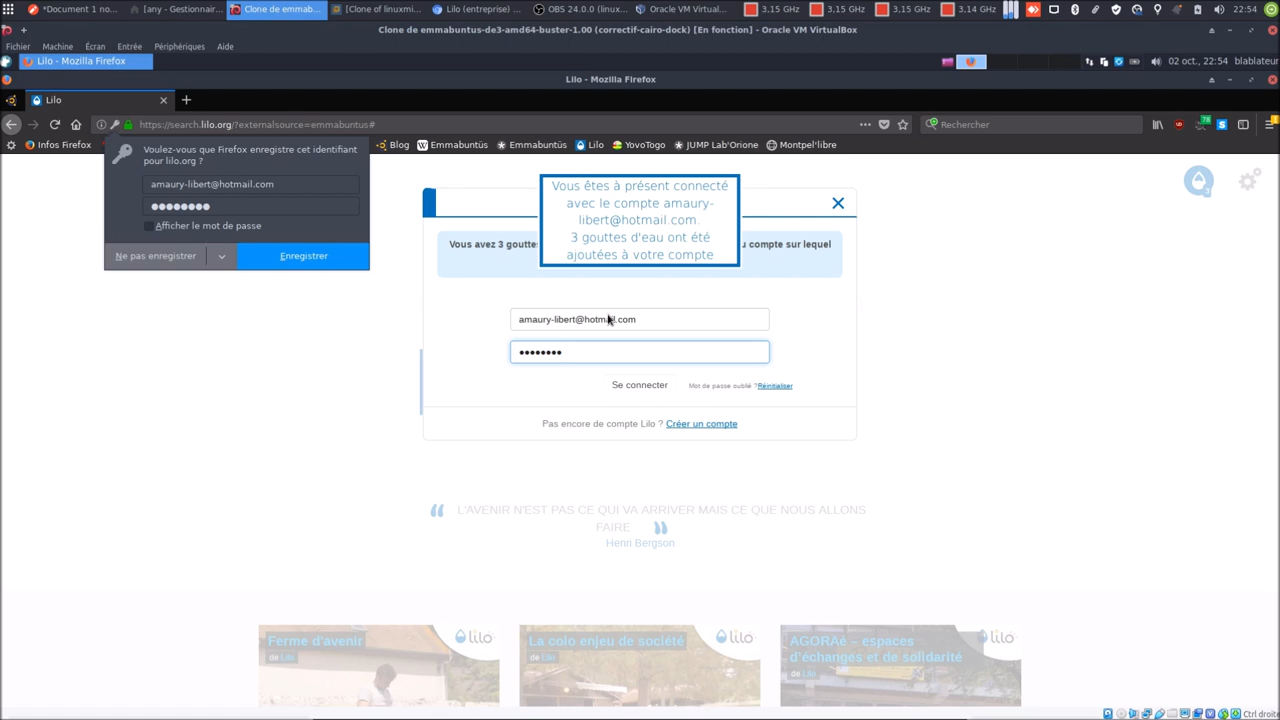 *Document 1 no...
[any - Gestionnair...
Clone de emmab...
[Clone of linuxmi...
Lilo (entreprise) ...
OBS 24.0.0 (linux...
Oracle VM Virtual...
3.15 GHz
3.15 GHz
3.15 GHz
3.14 GHz
22:54
Clone de emmabuntus-de3-amd64-buster-1.00 (correctif-cairo-dock) [En fonction] - Oracle VM VirtualBox
Fichier Machine Écran Entrée Périphériques Aide
Lilo - Mozilla Firefox
02 oct., 22:54 blablateur
Lilo - Mozilla Firefox
Lilo
https://search.lilo.org/?externalsource=emmabuntus#
Rechercher
Infos Firefox
Blog
Emmabuntüs
Emmabuntüs
Lilo
YovoTogo
JUMP Lab'Orione
Montpel'libre
Voulez-vous que Firefox enregistre cet identifiant
pour lilo.org ?
amaury-libert@hotmail.com
Afficher le mot de passe
Ne pas enregistrer
Enregistrer
Vous êtes à présent connecté
avec le compte amaury-
libert@hotmail.com.
3 gouttes d'eau ont été
ajoutées à votre compte
Vous avez 3 goutte
compte sur lequel
3
amaury-libert@hotmail.com
Se connecter
Mot de passe oublié ? Réinitialiser
Pas encore de compte Lilo ? Créer un compte
L'AVENIR N'EST PAS CE QUI VA ARRIVER MAIS CE QUE NOUS ALLONS
FAIRE
Henri Bergson
Ferme d'avenir
de Lilo
lilo
La colo enjeu de société
de Lilo
lilo
AGORAé – espaces
d'échanges et de solidarité
de Lilo
lilo
Ctrl droite